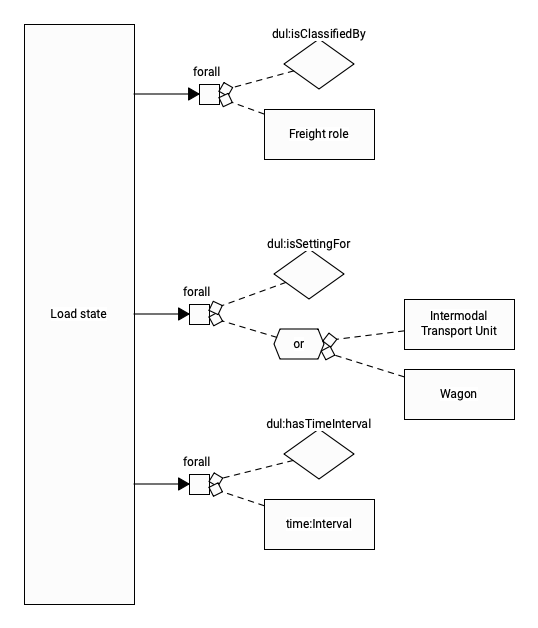 dul:isClassifiedBy
forall
Freight role
dul:isSettingFor
forall
Load state
Intermodal
Transport Unit
or
Wagon
dul:hasTimeInterval
forall
time:Interval